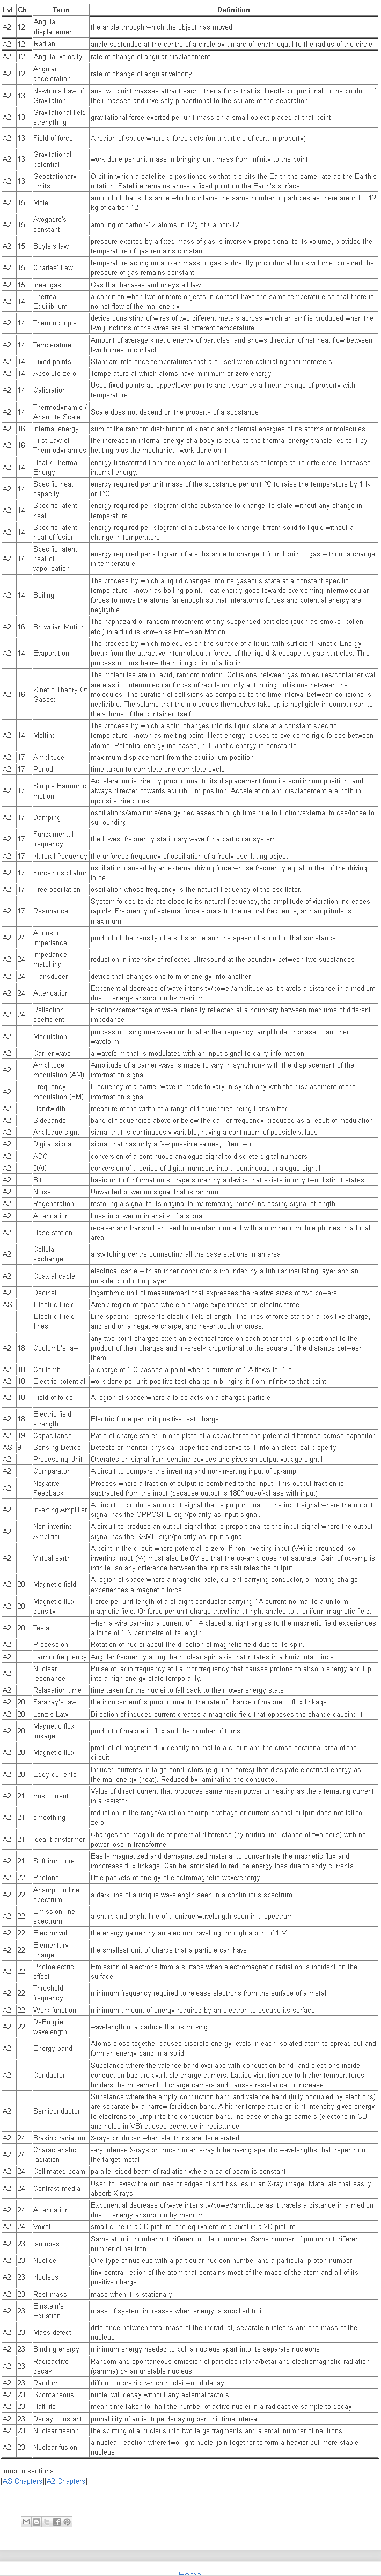 Lvl Ch Term Definition
A2 12 Angular displacement the angle through which the object has moved
A2 12 Radian angle subtended at the centre of a circle by an arc of length equal to the radius of the circle
A2 12 Angular velocity rate of change of angular displacement
A2 12 Angular acceleration rate of change of angular velocity
A2 13 Newton's Law of Gravitation any two point masses attract each other a force that is directly proportional to the product of their masses and inversely proportional to the square of the separation
A2 13 Gravitational field strength, g gravitational force exerted per unit mass on a small object placed at that point
A2 13 Field of force A region of space where a force acts (on a particle of certain property)
A2 13 Gravitational potential work done per unit mass in bringing unit mass from infinity to the point
A2 13 Geostationary orbits Orbit in which a satellite is positioned so that it orbits the Earth the same rate as the Earth's rotation. Satellite remains above a fixed point on the Earth's surface
A2 15 Mole amount of that substance which contains the same number of particles as there are in 0.012 kg of carbon-12
A2 15 Avogadro's constant amoung of carbon-12 atoms in 12g of Carbon-12
A2 15 Boyle's law pressure exerted by a fixed mass of gas is inversely proportional to its volume, provided the temperature of gas remains constant
A2 15 Charles' Law temperature acting on a fixed mass of gas is directly proportional to its volume, provided the pressure of gas remains constant
A2 15 Ideal gas Gas that behaves and obeys all law
A2 14 Thermal Equilibrium a condition when two or more objects in contact have the same temperature so that there is no net flow of thermal energy
A2 14 Thermocouple device consisting of wires of two different metals across which an emf is produced when the two junctions of the wires are at different temperature
A2 14 Temperature Amount of average kinetic energy of particles, and shows direction of net heat flow between two bodies in contact.
A2 14 Fixed points Standard reference temperatures that are used when calibrating thermometers.
A2 14 Absolute zero Temperature at which atoms have minimum or zero energy.
A2 14 Calibration Uses fixed points as upper/lower points and assumes a linear change of property with temperature.
A2 14 Thermodynamic / Absolute Scale Scale does not depend on the property of a substance
A2 16 Internal energy sum of the random distribution of kinetic and potential energies of its atoms or molecules
A2 16 First Law of Thermodynamics the increase in internal energy of a body is equal to the thermal energy transferred to it by heating plus the mechanical work done on it
A2 14 Heat / Thermal Energy energy transferred from one object to another because of temperature difference. Increases internal energy.
A2 14 Specific heat capacity energy required per unit mass of the substance per unit °C to raise the temperature by 1 K or 1°C.
A2 14 Specific latent heat energy required per kilogram of the substance to change its state without any change in temperature
A2 14 Specific latent heat of fusion energy required per kilogram of a substance to change it from solid to liquid without a change in temperature
A2 14 Specific latent heat of vaporisation energy required per kilogram of a substance to change it from liquid to gas without a change in temperature
A2 14 Boiling The process by which a liquid changes into its gaseous state at a constant specific temperature, known as boiling point. Heat energy goes towards overcoming intermolecular forces to move the atoms far enough so that interatomic forces and potential energy are negligible.
A2 16 Brownian Motion The haphazard or random movement of tiny suspended particles (such as smoke, pollen etc.) in a fluid is known as Brownian Motion.
A2 14 Evaporation The process by which molecules on the surface of a liquid with sufficient Kinetic Energy break from the attractive intermolecular forces of the liquid & escape as gas particles. This process occurs below the boiling point of a liquid.
A2 16 Kinetic Theory Of Gases: The molecules are in rapid, random motion. Collisions between gas molecules/container wall are elastic. Intermolecular forces of repulsion only act during collisions between the molecules. The duration of collisions as compared to the time interval between collisions is negligible. The volume that the molecules themselves take up is negligible in comparison to the volume of the container itself.
A2 14 Melting The process by which a solid changes into its liquid state at a constant specific temperature, known as melting point. Heat energy is used to overcome rigid forces between atoms. Potential energy increases, but kinetic energy is constants.
A2 17 Amplitude maximum displacement from the equilibrium position
A2 17 Period time taken to complete one complete cycle
A2 17 Simple Harmonic motion Acceleration is directly proportional to its displacement from its equilibrium position, and always directed towards equilibrium position. Acceleration and displacement are both in opposite directions.
A2 17 Damping oscillations/amplitude/energy decreases through time due to friction/external forces/loose to surrounding
A2 17 Fundamental frequency the lowest frequency stationary wave for a particular system
A2 17 Natural frequency the unforced frequency of oscillation of a freely oscillating object
A2 17 Forced oscillation oscillation caused by an external driving force whose frequency equal to that of the driving force
A2 17 Free oscillation oscillation whose frequency is the natural frequency of the oscillator.
A2 17 Resonance System forced to vibrate close to its natural frequency, the amplitude of vibration increases rapidly. Frequency of external force equals to the natural frequency, and amplitude is maximum.
A2 24 Acoustic impedance product of the density of a substance and the speed of sound in that substance
A2 24 Impedance matching reduction in intensity of reflected ultrasound at the boundary between two substances
A2 24 Transducer device that changes one form of energy into another
A2 24 Attenuation Exponential decrease of wave intensity/power/amplitude as it travels a distance in a medium due to energy absorption by medium
A2 24 Reflection coefficient Fraction/percentage of wave intensity reflected at a boundary between mediums of different impedance
A2 Modulation process of using one waveform to alter the frequency, amplitude or phase of another waveform
A2 Carrier wave a waveform that is modulated with an input signal to carry information
A2 Amplitude modulation (AM) Amplitude of a carrier wave is made to vary in synchrony with the displacement of the information signal.
A2 Frequency modulation (FM) Frequency of a carrier wave is made to vary in synchrony with the displacement of the information signal.
A2 Bandwidth measure of the width of a range of frequencies being transmitted
A2 Sidebands band of frequencies above or below the carrier frequency produced as a result of modulation
A2 Analogue signal signal that is continuously variable, having a continuum of possible values
A2 Digital signal signal that has only a few possible values, often two
A2 ADC conversion of a continuous analogue signal to discrete digital numbers
A2 DAC conversion of a series of digital numbers into a continuous analogue signal
A2 Bit basic unit of information storage stored by a device that exists in only two distinct states
A2 Noise Unwanted power on signal that is random
A2 Regeneration restoring a signal to its original form/ removing noise/ increasing signal strength
A2 Attenuation Loss in power or intensity of a signal
A2 Base station receiver and transmitter used to maintain contact with a number if mobile phones in a local area
A2 Cellular exchange a switching centre connecting all the base stations in an area
A2 Coaxial cable electrical cable with an inner conductor surrounded by a tubular insulating layer and an outside conducting layer
A2 Decibel logarithmic unit of measurement that expresses the relative sizes of two powers
AS Electric Field Area / region of space where a charge experiences an electric force.
Electric Field lines Line spacing represents electric field strength. The lines of force start on a positive charge, and end on a negative charge, and never touch or cross.
A2 18 Coulomb's law any two point charges exert an electrical force on each other that is proportional to the product of their charges and inversely proportional to the square of the distance between them
A2 18 Coulomb a charge of 1 C passes a point when a current of 1 A flows for 1 s.
A2 18 Electric potential work done per unit positive test charge in bringing it from infinity to that point
A2 18 Field of force A region of space where a force acts on a charged particle
A2 18 Electric field strength Electric force per unit positive test charge
A2 19 Capacitance Ratio of charge stored in one plate of a capacitor to the potential difference across capacitor
AS 9 Sensing Device Detects or monitor physical properties and converts it into an electrical property
A2 Processing Unit Operates on signal from sensing devices and gives an output voltage signal
A2 Comparator A circuit to compare the inverting and non-inverting input of op-amp
A2 Negative Feedback Process where a fraction of output is combined to the input. This output fraction is subtracted from the input (because output is 180° out-of-phase with input)
A2 Inverting Amplifier A circuit to produce an output signal that is proportional to the input signal where the output signal has the OPPOSITE sign/polarity as input signal.
A2 Non-inverting Amplifier A circuit to produce an output signal that is proportional to the input signal where the output signal has the SAME sign/polarity as input signal.
A2 Virtual earth A point in the circuit where potential is zero. If non-inverting input (V+) is grounded, so inverting input (V-) must also be 0V so that the op-amp does not saturate. Gain of op-amp is infinite, so any difference between the inputs saturates the output.
A2 20 Magnetic field A region of space where a magnetic pole, current-carrying conductor, or moving charge experiences a magnetic force
A2 20 Magnetic flux density Force per unit length of a straight conductor carrying 1A current normal to a uniform magnetic field. Or force per unit charge travelling at right-angles to a uniform magnetic field.
A2 20 Tesla when a wire carrying a current of 1 A placed at right angles to the magnetic field experiences a force of 1 N per metre of its length
A2 Precession Rotation of nuclei about the direction of magnetic field due to its spin.
A2 Larmor frequency Angular frequency along the nuclear spin axis that rotates in a horizontal circle.
A2 Nuclear resonance Pulse of radio frequency at Larmor frequency that causes protons to absorb energy and flip into a high energy state temporarily.
A2 Relaxation time time taken for the nuclei to fall back to their lower energy state
A2 20 Faraday's law the induced emf is proportional to the rate of change of magnetic flux linkage
A2 20 Lenz's Law Direction of induced current creates a magnetic field that opposes the change causing it
A2 20 Magnetic flux linkage product of magnetic flux and the number of turns
A2 20 Magnetic flux product of magnetic flux density normal to a circuit and the cross-sectional area of the circuit
A2 20 Eddy currents Induced currents in large conductors (e.g. iron cores) that dissipate electrical energy as thermal energy (heat). Reduced by laminating the conductor.
A2 21 rms current Value of direct current that produces same mean power or heating as the alternating current in a resistor
A2 21 smoothing reduction in the range/variation of output voltage or current so that output does not fall to zero
A2 21 Ideal transformer Changes the magnitude of potential difference (by mutual inductance of two coils) with no power loss in transformer
A2 21 Soft iron core Easily magnetized and demagnetized material to concentrate the magnetic flux and imncrease flux linkage. Can be laminated to reduce energy loss due to eddy currents
A2 22 Photons little packets of energy of electromagnetic wave/energy
A2 22 Absorption line spectrum a dark line of a unique wavelength seen in a continuous spectrum
A2 22 Emission line spectrum a sharp and bright line of a unique wavelength seen in a spectrum
A2 22 Electronvolt the energy gained by an electron travelling through a p.d. of 1 V.
A2 22 Elementary charge the smallest unit of charge that a particle can have
A2 22 Photoelectric effect Emission of electrons from a surface when electromagnetic radiation is incident on the surface.
A2 22 Threshold frequency minimum frequency required to release electrons from the surface of a metal
A2 22 Work function minimum amount of energy required by an electron to escape its surface
A2 22 DeBroglie wavelength wavelength of a particle that is moving
A2 Energy band Atoms close together causes discrete energy levels in each isolated atom to spread out and form an energy band in a solid.
A2 Conductor Substance where the valence band overlaps with conduction band, and electrons inside conduction bad are available charge carriers. Lattice vibration due to higher temperatures hinders the movement of charge carriers and causes resistance to increase.
A2 Semiconductor Substance where the empty conduction band and valence band (fully occupied by electrons) are separate by a narrow forbidden band. A higher temperature or light intensity gives energy to electrons to jump into the conduction band. Increase of charge carriers (elections in CB and holes in VB) causes decrease in resistance.
A2 24 Braking radiation X-rays produced when electrons are decelerated
A2 24 Characteristic radiation very intense X-rays produced in an X-ray tube having specific wavelengths that depend on the target metal
A2 24 Collimated beam parallel-sided beam of radiation where area of beam is constant
A2 24 Contrast media Used to review the outlines or edges of soft tissues in an X-ray image. Materials that easily absorb X-rays
A2 24 Attenuation Exponential decrease of wave intensity/power/amplitude as it travels a distance in a medium due to energy absorption by medium
A2 24 Voxel small cube in a 3D picture, the equivalent of a pixel in a 2D picture
A2 23 Isotopes Same atomic number but different nucleon number. Same number of proton but different number of neutron
A2 23 Nuclide One type of nucleus with a particular nucleon number and a particular proton number
A2 23 Nucleus tiny central region of the atom that contains most of the mass of the atom and all of its positive charge
A2 23 Rest mass mass when it is stationary
A2 23 Einstein's Equation mass of system increases when energy is supplied to it
A2 23 Mass defect difference between total mass of the individual, separate nucleons and the mass of the nucleus
A2 23 Binding energy minimum energy needed to pull a nucleus apart into its separate nucleons
A2 23 Radioactive decay Random and spontaneous emission of particles (alpha/beta) and electromagnetic radiation (gamma) by an unstable nucleus
A2 23 Random difficult to predict which nuclei would decay
A2 23 Spontaneous nuclei will decay without any external factors
A2 23 Half-life mean time taken for half the number of active nuclei in a radioactive sample to decay
A2 23 Decay constant probability of an isotope decaying per unit time interval
A2 23 Nuclear fission the splitting of a nucleus into two large fragments and a small number of neutrons
A2 23 Nuclear fusion a nuclear reaction where two light nuclei join together to form a heavier but more stable nucleus
Jump to sections:
[AS Chapters][A2 Chapters]
Home